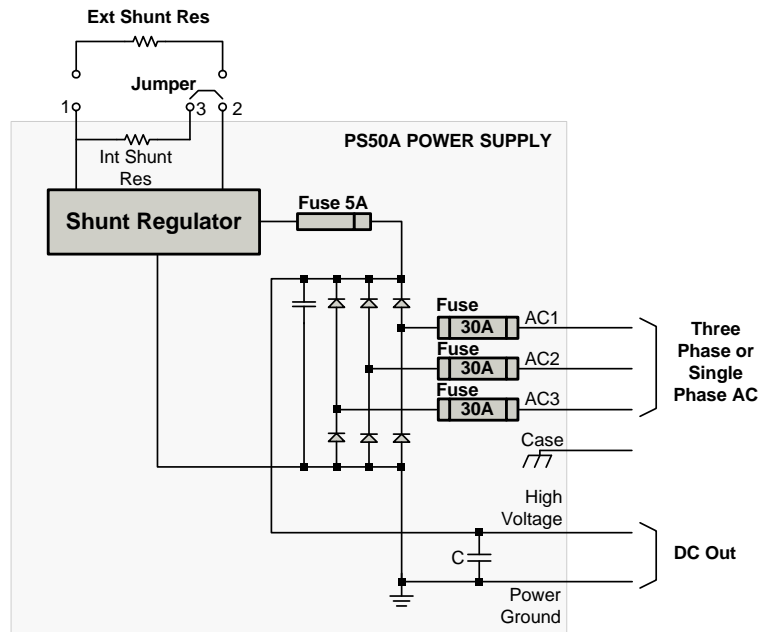 Ext Shunt Res
Jumper
1
3
2
Int Shunt
Res
PS50A POWER SUPPLY
Shunt Regulator
Fuse 5A
Fuse
30A
AC1
Fuse
30A
AC2
Fuse
30A
AC3
Three
Phase or
Single
Phase AC
Case
High
Voltage
C
DC Out
Power
Ground